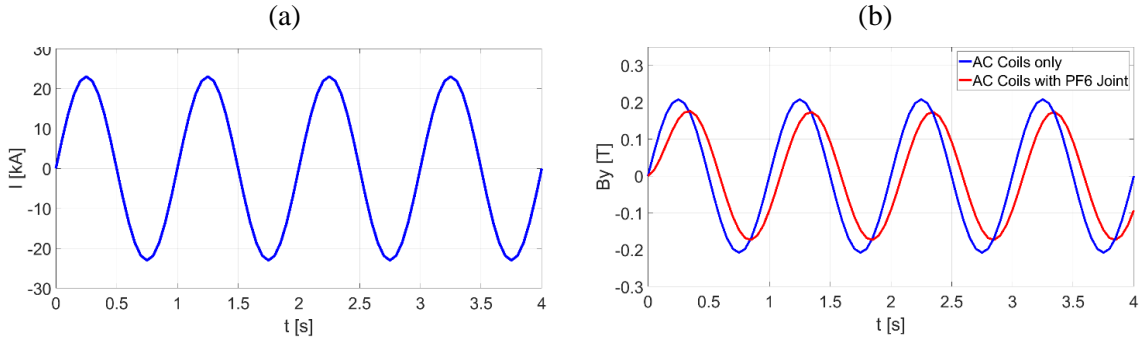 (a)
30
20
10
0
-10
-20
-30
I [kA]
0 0.5 1 1.5 2 2.5 3 3.5 4
t [s]
(b)
AC Coils only
AC Coils with PF6 Joint
0.3
0.2
0.1
0
-0.1
-0.2
-0.3
By [T]
0 0.5 1 1.5 2 2.5 3 3.5 4
t [s]